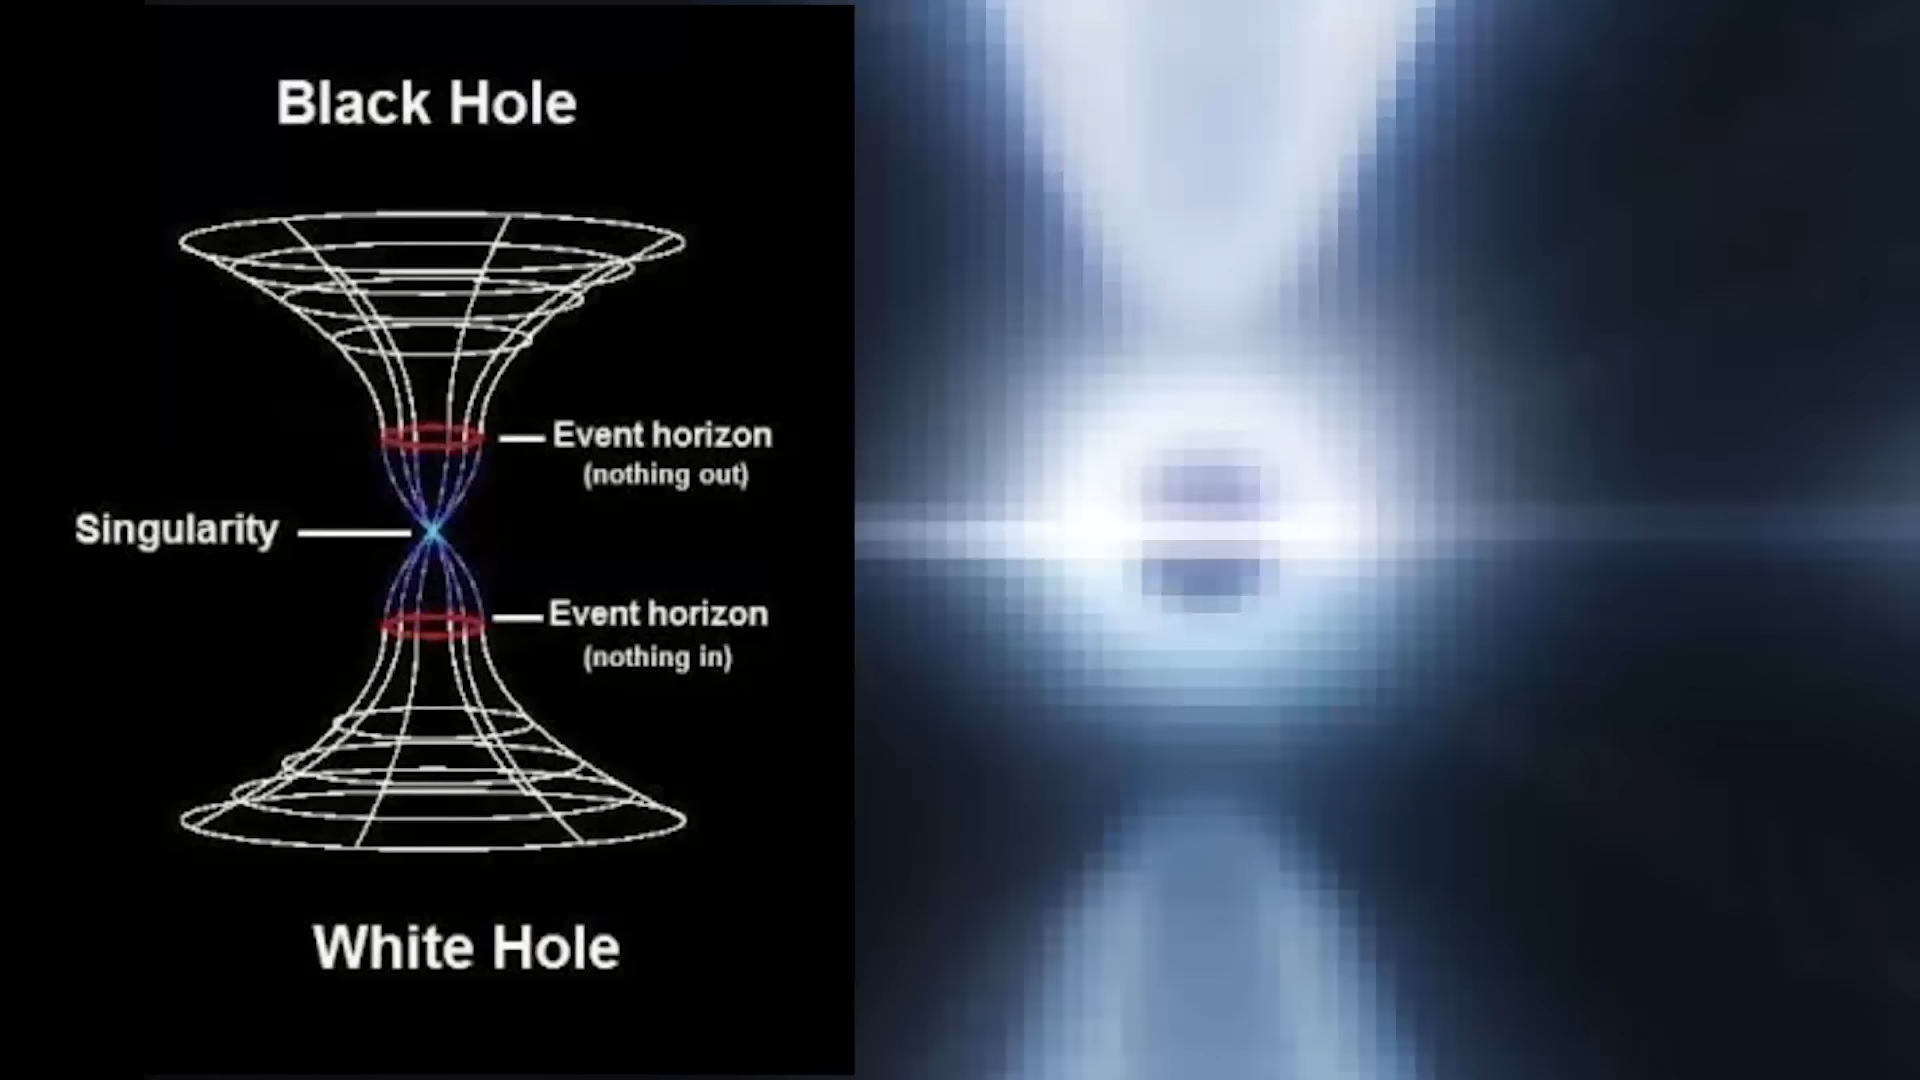 Black Hole
Event horizon
(nothing out)
Singularity
Event horizon
(nothing in)
White Hole